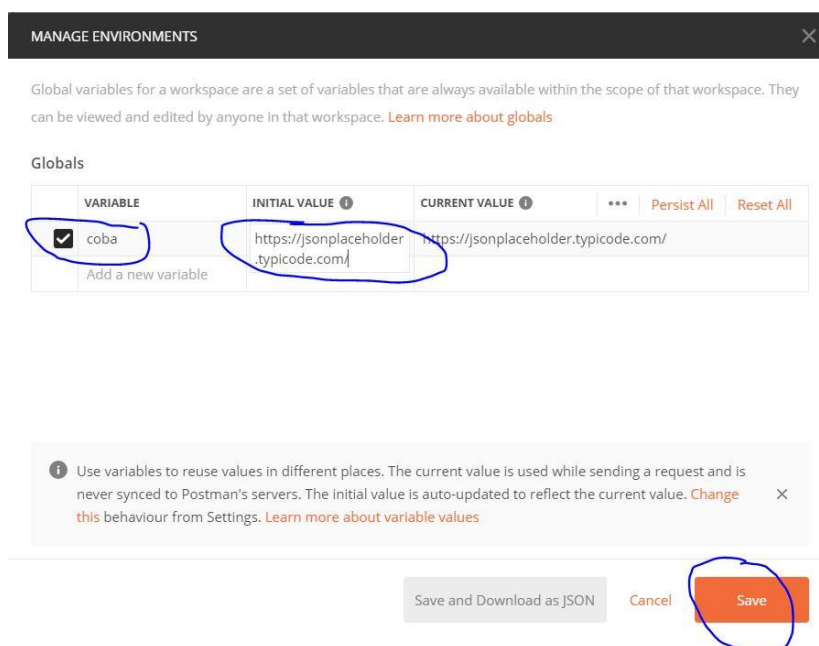 MANAGE ENVIRONMENTS
Global variables for a workspace are a set of variables that are always available within the scope of that workspace. They
can be viewed and edited by anyone in that workspace. Learn more about globals
Globals
VARIABLE INITIAL VALUE CURRENT VALUE Persist All Reset All
coba https://jsonplaceholder https://jsonplaceholder.typicode.com/
.typicode.com/
Add a new variable
Use variables to reuse values in different places. The current value is used while sending a request and is
never synced to Postman's servers. The initial value is auto-updated to reflect the current value. Change
this behaviour from Settings. Learn more about variable values
Save and Download as JSON Cancel Save